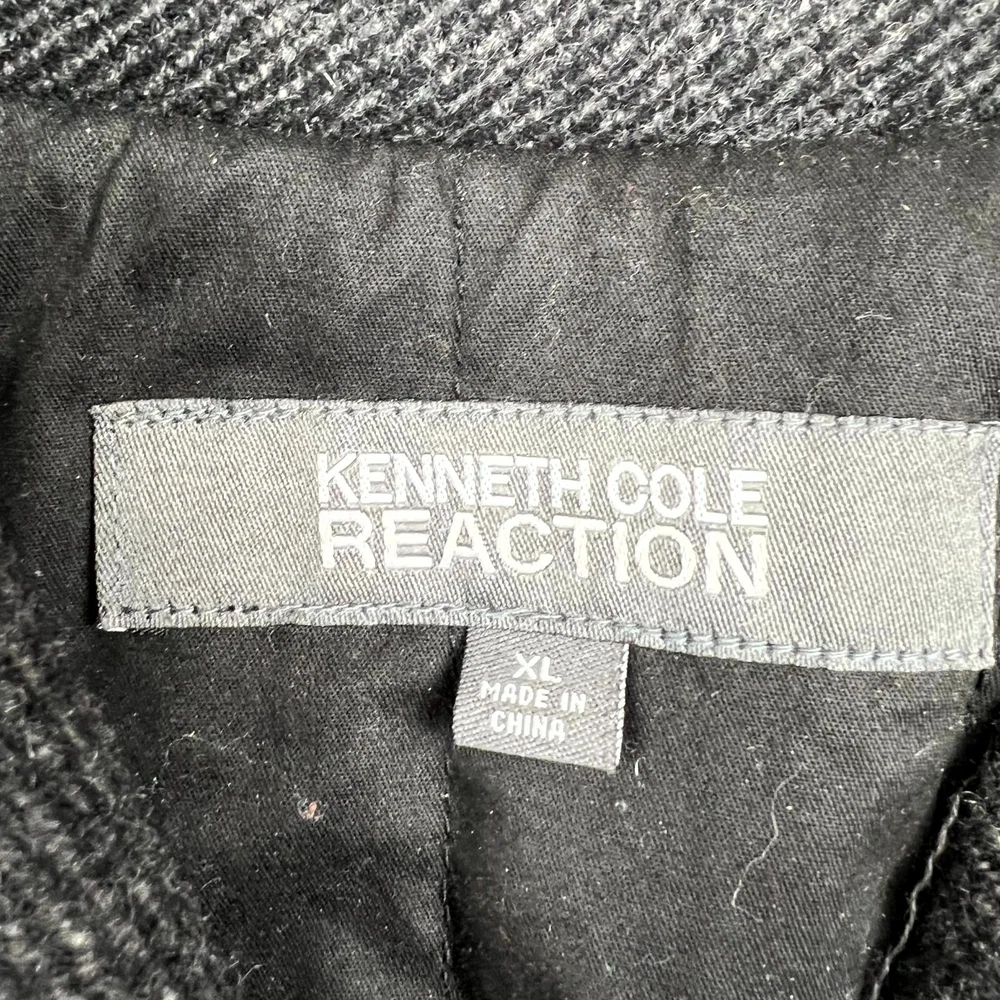 KENNETH COLE
REACTION
XL
MADE IN
CHINA